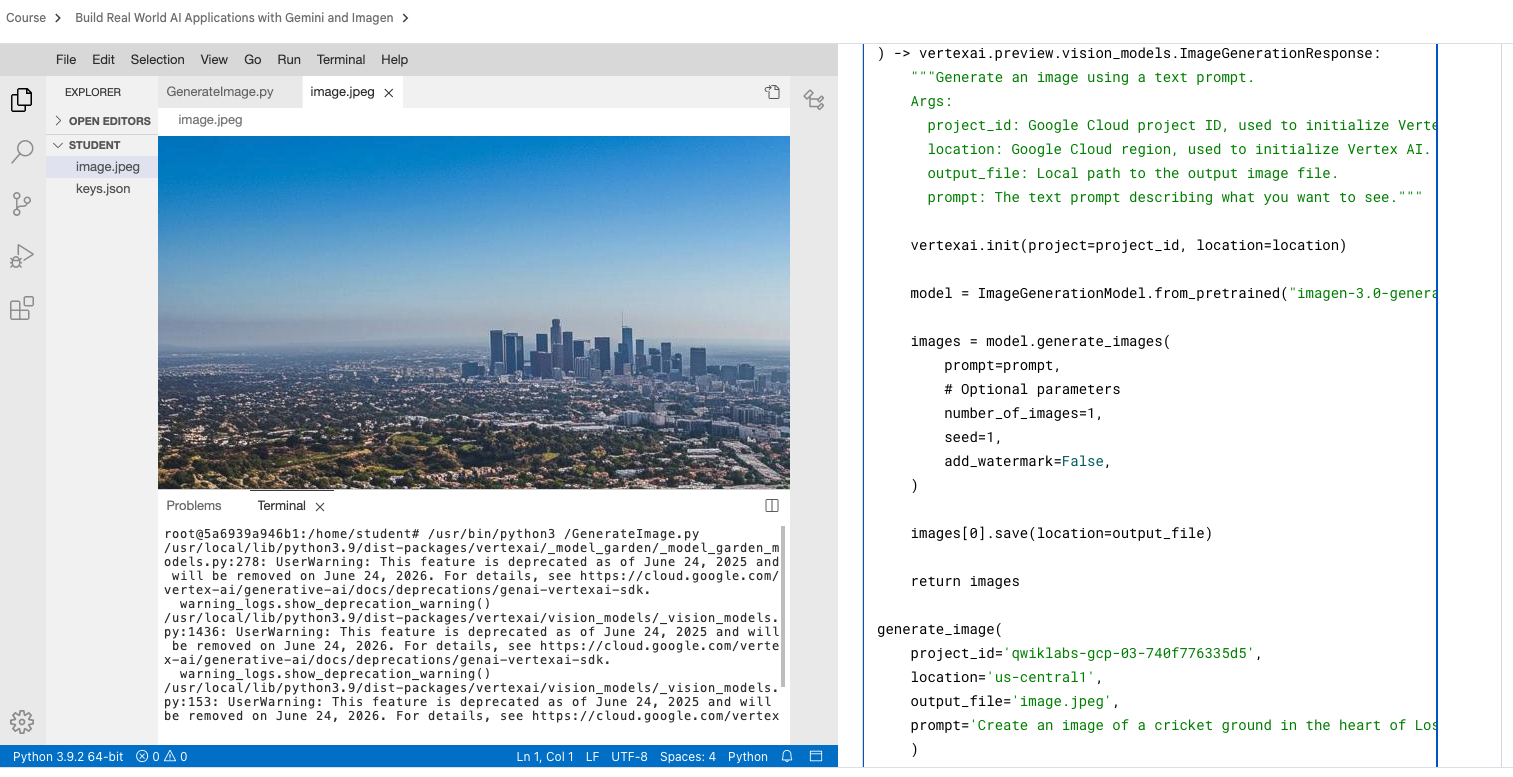 Course > Build Real World AI Applications with Gemini and Imagen >
File Edit Selection View Go Run Terminal Help
EXPLORER
OPEN EDITORS
STUDENT
image.jpeg
keys.json
GenerateImage.py image.jpeg
image.jpeg
Problems Terminal
root@5a6939a946b1:/home/student# /usr/bin/python3 /GenerateImage.py
/usr/local/lib/python3.9/dist-packages/vertexai/_model_garden/_model_garden_m
odels.py:278: UserWarning: This feature is deprecated as of June 24, 2025 and
will be removed on June 24, 2026. For details, see https://cloud.google.com/
vertex-ai/generative-ai/docs/deprecations/genai-vertexai-sdk.
warning_logs.show_deprecation_warning()
/usr/local/lib/python3.9/dist-packages/vertexai/vision_models/_vision_models.
py:1436: UserWarning: This feature is deprecated as of June 24, 2025 and will
be removed on June 24, 2026. For details, see https://cloud.google.com/verte
x-ai/generative-ai/docs/deprecations/genai-vertexai-sdk.
warning_logs.show_deprecation_warning()
/usr/local/lib/python3.9/dist-packages/vertexai/vision_models/_vision_models.
py:153: UserWarning: This feature is deprecated as of June 24, 2025 and will
be removed on June 24, 2026. For details, see https://cloud.google.com/vertex
Python 3.9.2 64-bit 0 0 Ln 1, Col 1 LF UTF-8 Spaces: 4 Python
) -> vertexai.preview.vision_models.ImageGenerationResponse:
"""Generate an image using a text prompt.
Args:
project_id: Google Cloud project ID, used to initialize Verte
location: Google Cloud region, used to initialize Vertex AI.
output_file: Local path to the output image file.
prompt: The text prompt describing what you want to see."""
vertexai.init(project=project_id, location=location)
model = ImageGenerationModel.from_pretrained("imagen-3.0-genera
images = model.generate_images(
prompt=prompt,
# Optional parameters
number_of_images=1,
seed=1,
add_watermark=False,
)
images[0].save(location=output_file)
return images
generate_image(
project_id='qwiklabs-gcp-03-740f776335d5',
location='us-central1',
output_file='image.jpeg',
prompt='Create an image of a cricket ground in the heart of Los
)